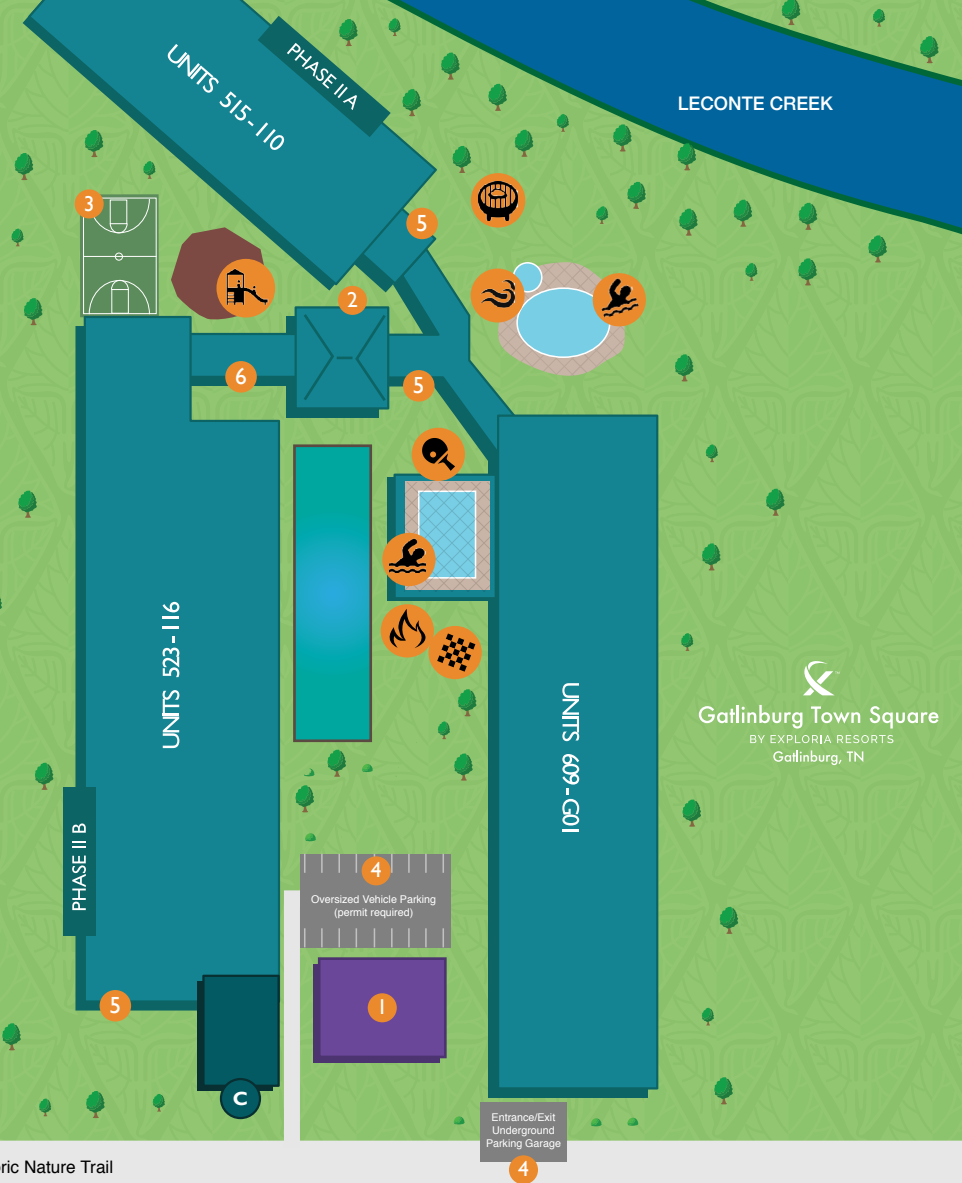 LECONTE CREEK
PHASE II A
UNITS 515-110
3
5
2
6
5
UNITS 523-116
UNITS 609-G01
Gatlinburg Town Square
BY EXPLORIA RESORTS
Gatlinburg, TN
PHASE II B
4
Oversized Vehicle Parking
(permit required)
5
1
C
Entrance/Exit
Underground
Parking Garage
4
ric Nature Trail